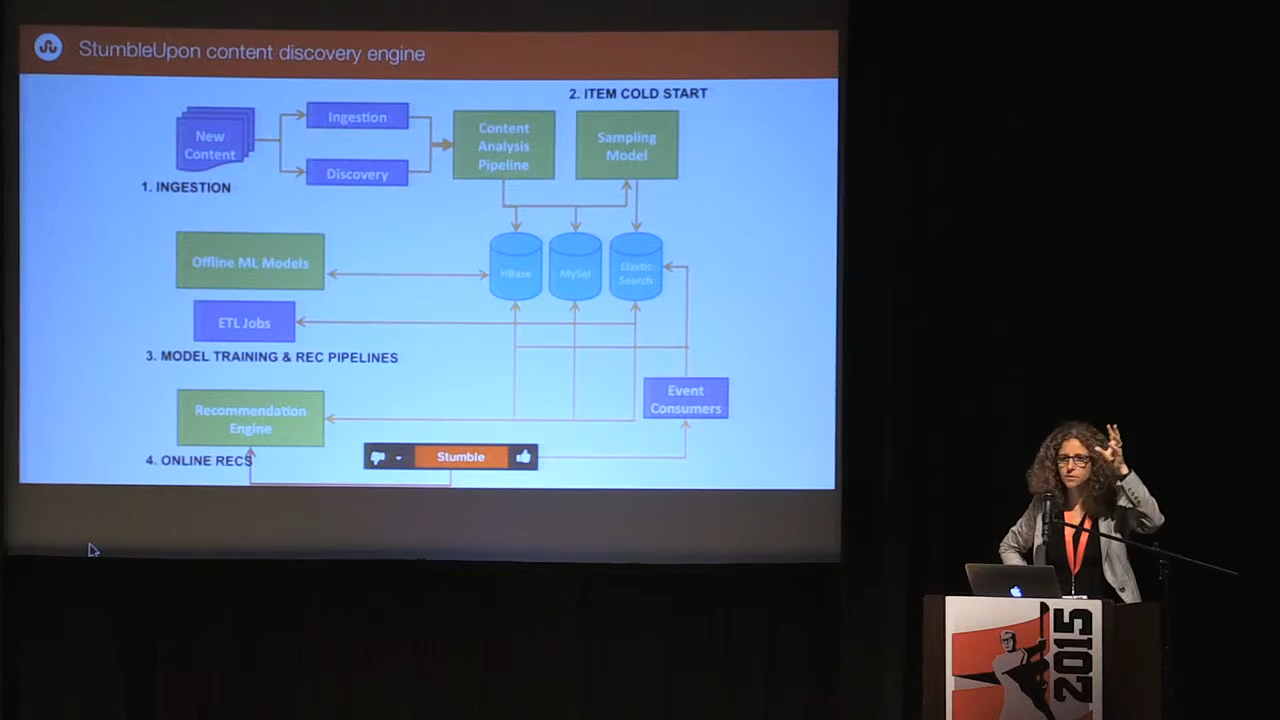 StumbleUpon content discovery engine
2. ITEM COLD START
New
Content
Ingestion
Discovery
Content
Analysis
Pipeline
Sampling
Model
1. INGESTION
Offline ML Models
HBase
MySql
Elastic
Search
ETL Jobs
3. MODEL TRAINING & REC PIPELINES
Recommendation
Engine
Event
Consumers
4. ONLINE RECS
Stumble
2015